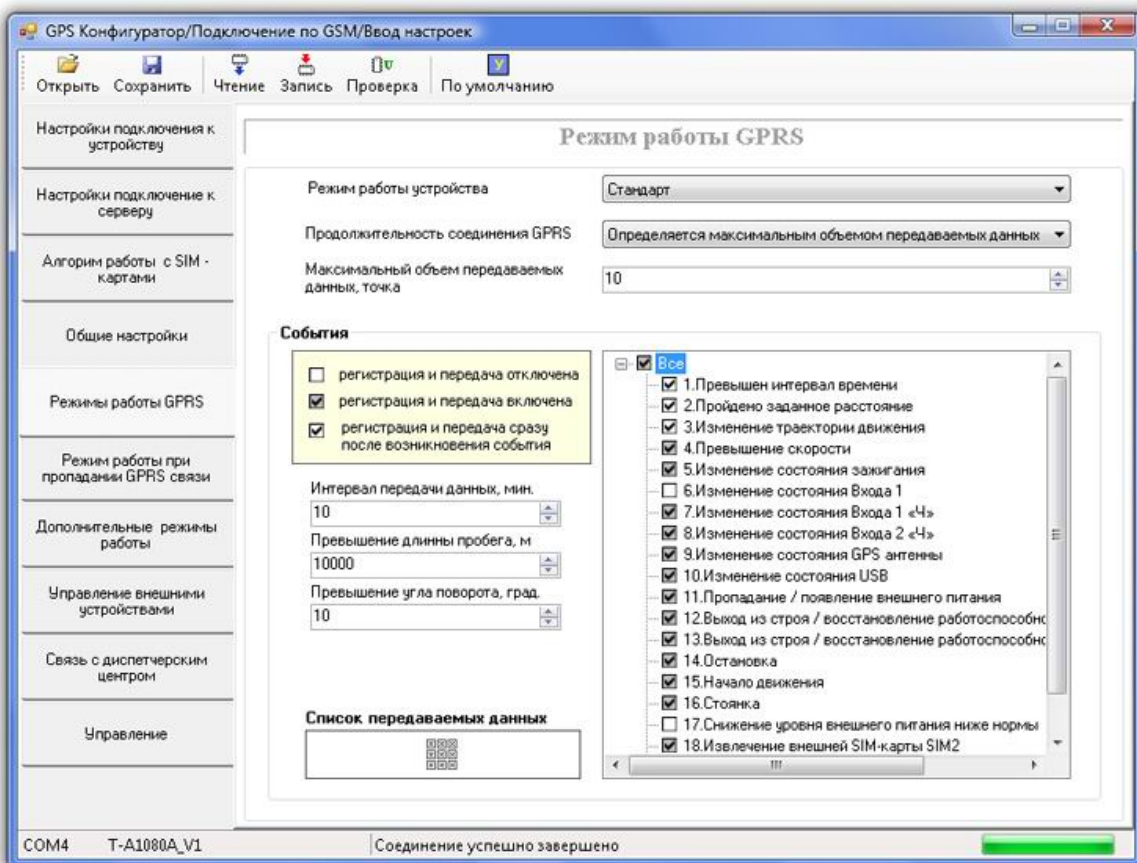 GPS Конфигуратор/Подключение по GSM/Ввод настроек
Открыть Сохранить Чтение Запись Проверка По умолчанию
Настройки подключения к
устройству
Настройки подключение к
серверу
Алгорим работы с SIM -
картами
Общие настройки
Режимы работы GPRS
Режим работы при
пропадании GPRS связи
Дополнительные режимы
работы
Управление внешними
устройствами
Связь с диспетчерским
центром
Управление
Режим работы GPRS
Режим работы устройства
Стандарт
Продолжительность соединения GPRS
Определяется максимальным объемом передаваемых данных
Максимальный объем передаваемых
данных, точка
10
События
регистрация и передача отключена
регистрация и передача включена
регистрация и передача сразу
после возникновения события
Интервал передачи данных, мин.
10
Превышение длинны пробега, м
10000
Превышение угла поворота, град.
10
Список передаваемых данных
Все
1.Превышен интервал времени
2.Пройдено заданное расстояние
3.Изменение траектории движения
4.Превышение скорости
5.Изменение состояния зажигания
6.Изменение состояния Входа 1
7.Изменение состояния Входа 1 «Ч»
8.Изменение состояния Входа 2 «Ч»
9.Изменение состояния GPS антенны
10.Изменение состояния USB
11.Пропадание / появление внешнего питания
12.Выход из строя / восстановление работоспособно
13.Выход из строя / восстановление работоспособно
14.Остановка
15.Начало движения
16.Стоянка
17.Снижение уровня внешнего питания ниже нормы
18.Извлечение внешней SIM-карты SIM2
COM4 T-A1080A_V1 Соединение успешно завершено